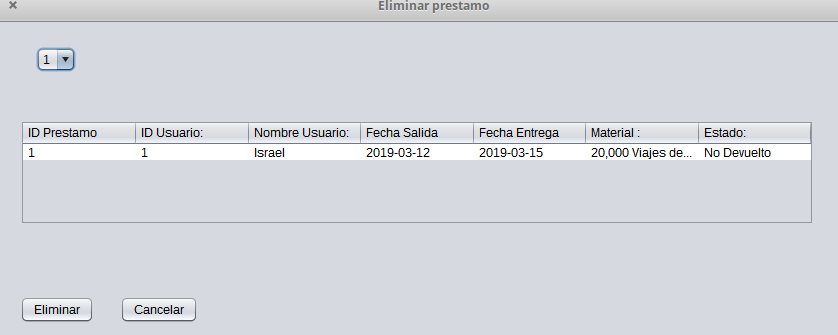 Eliminar prestamo
1
ID Prestamo ID Usuario: Nombre Usuario: Fecha Salida Fecha Entrega Material : Estado:
1 1 Israel 2019-03-12 2019-03-15 20,000 Viajes de... No Devuelto
Eliminar Cancelar